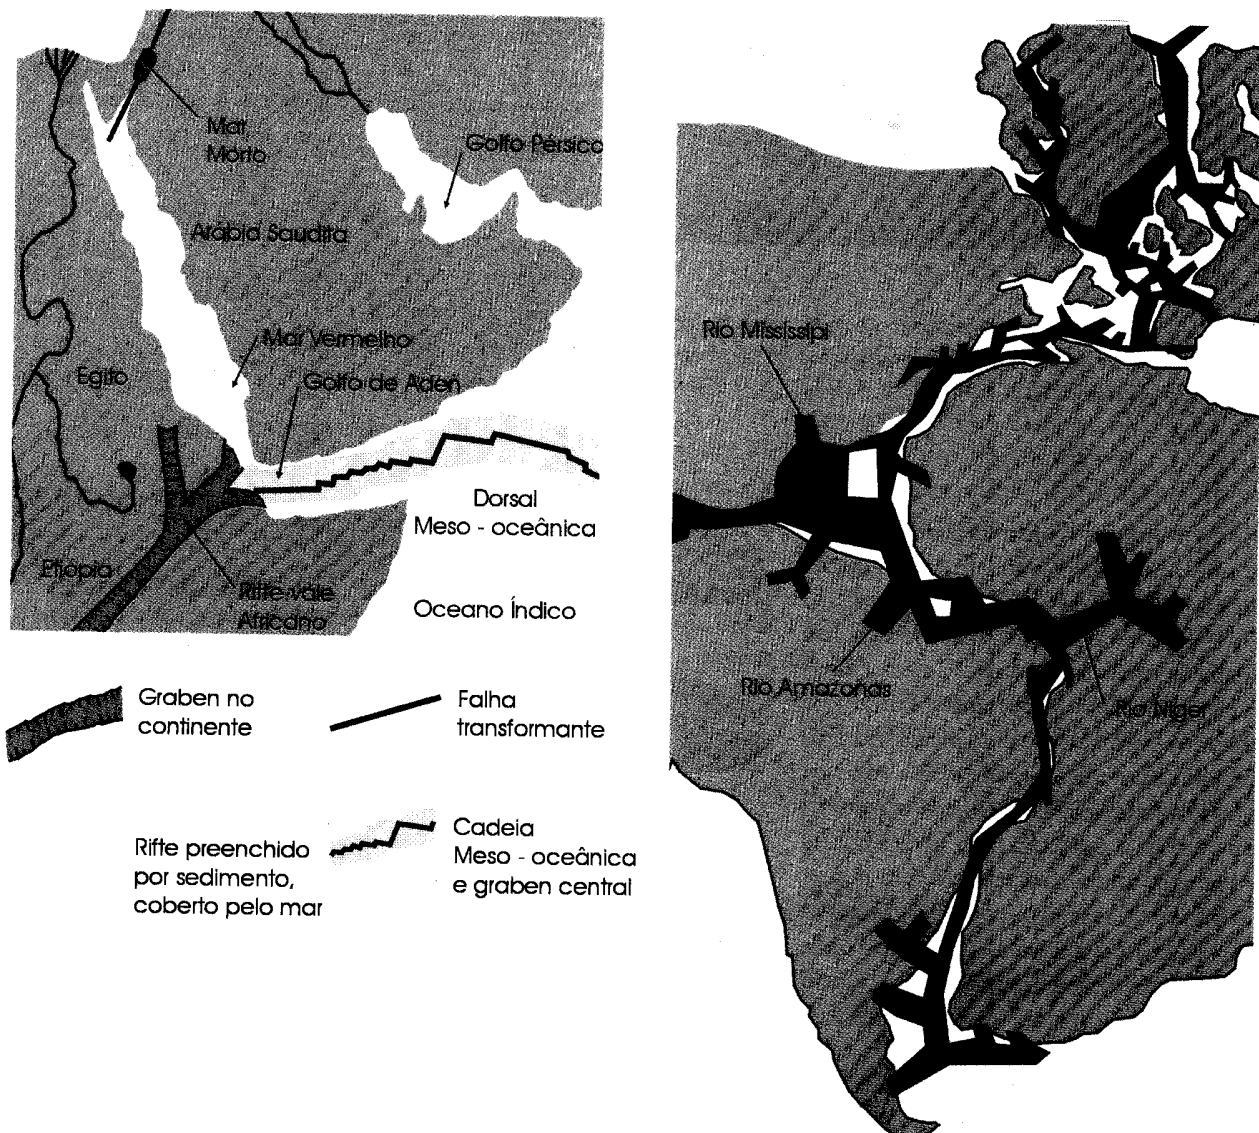 Mar
Morto
Golfo Pérsico
Arábia Saudita
Mar Vermelho
Golfo de Aden
Egito
Dorsal
Meso - oceânica
Etiopia
Rifte-vale
Africano
Oceano Índico
Graben no
continente
Falha
transformante
Rifte preenchido
por sedimento,
coberto pelo mar
Cadeia
Meso - oceânica
e graben central
Rio Mississipi
Rio Amazonas
Rio Niger